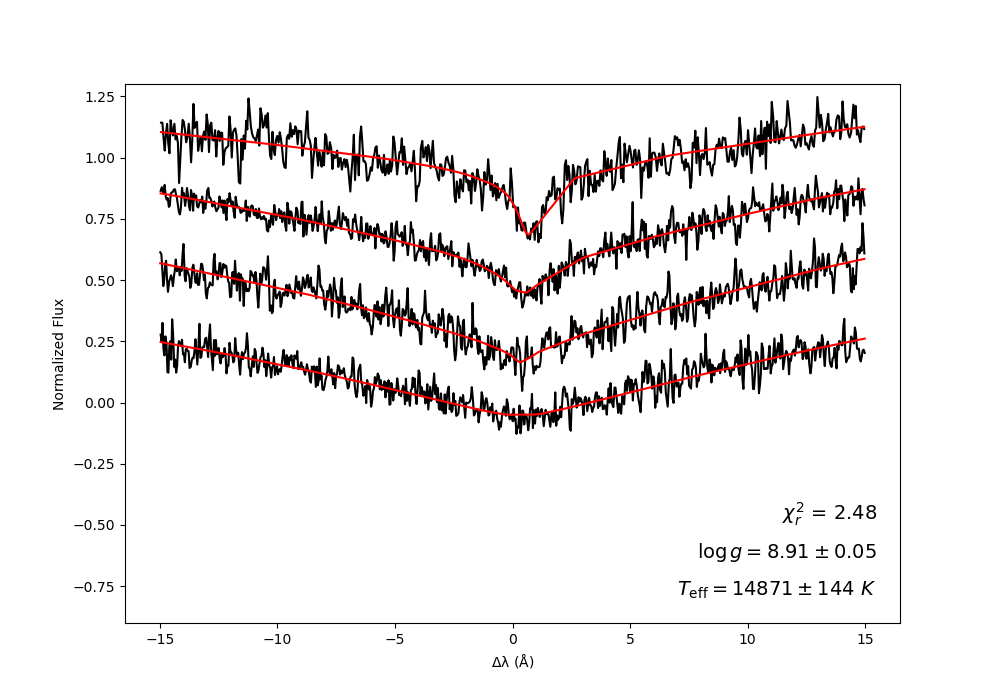 1.25
1.00
0.75
0.50
0.25
0.00
−0.25
−0.50
−0.75
Normalized Flux
χ²ᵣ = 2.48
log g = 8.91 ± 0.05
T_eff = 14871 ± 144 K
−15 −10 −5 0 5 10 15
Δλ (Å)